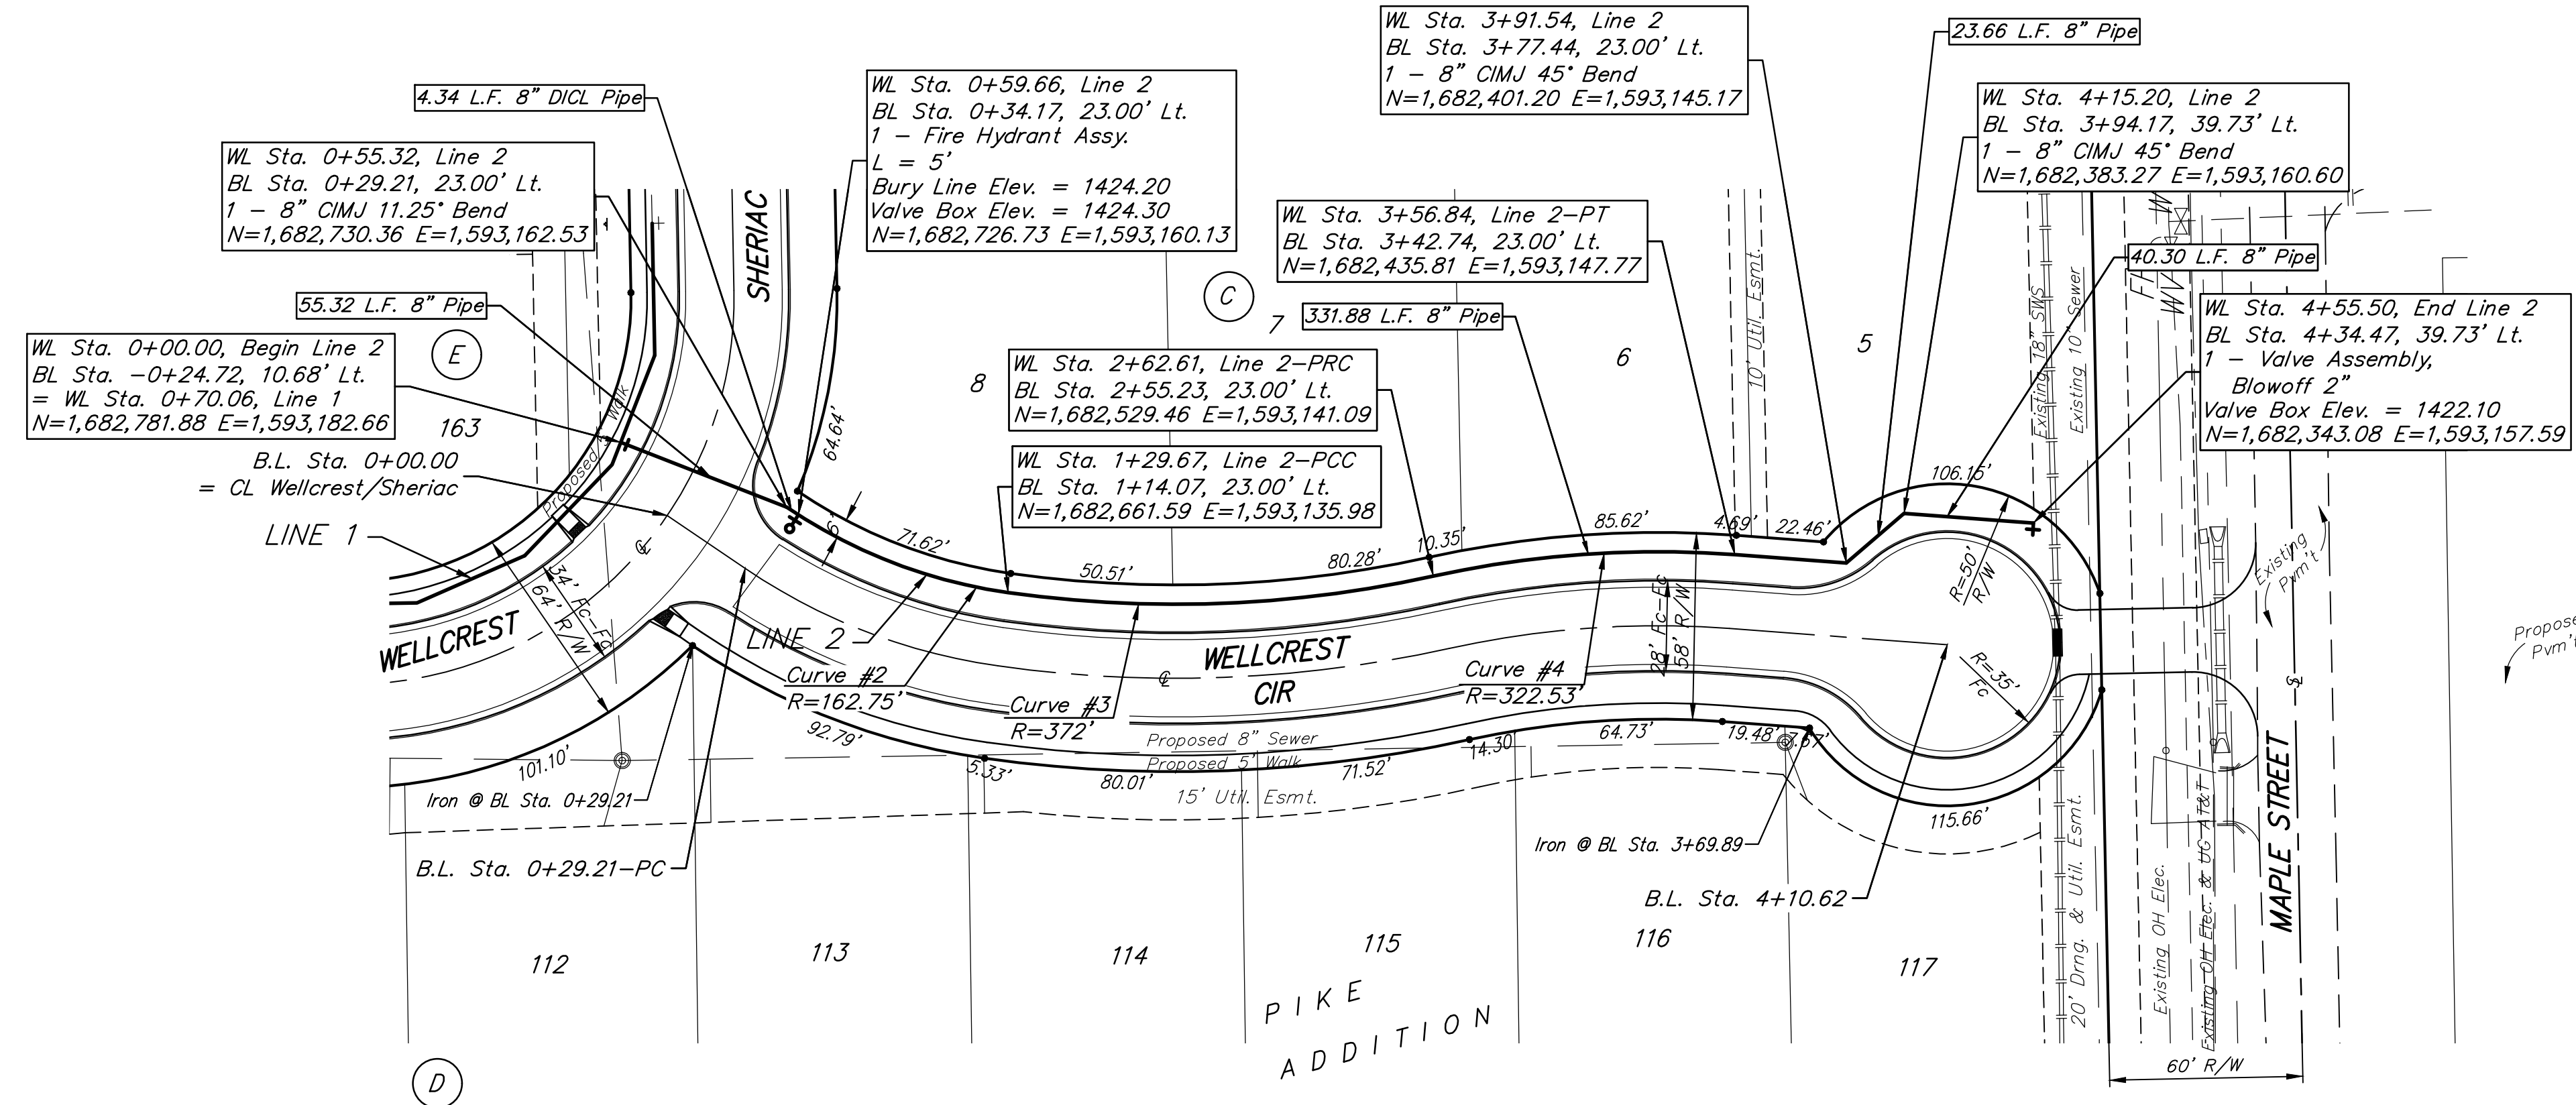 WL Sta. 3+91.54, Line 2
BL Sta. 3+77.44, 23.00' Lt.
1 - 8" CIMJ 45° Bend
N=1,682,401.20 E=1,593,145.17
23.66 L.F. 8" Pipe
4.34 L.F. 8" DICL Pipe
WL Sta. 0+59.66, Line 2
BL Sta. 0+34.17, 23.00' Lt.
1 - Fire Hydrant Assy.
L = 5'
Bury Line Elev. = 1424.20
Valve Box Elev. = 1424.30
N=1,682,726.73 E=1,593,160.13
WL Sta. 4+15.20, Line 2
BL Sta. 3+94.17, 39.73' Lt.
1 - 8" CIMJ 45° Bend
N=1,682,383.27 E=1,593,160.60
WL Sta. 0+55.32, Line 2
BL Sta. 0+29.21, 23.00' Lt.
1 - 8" CIMJ 11.25° Bend
N=1,682,730.36 E=1,593,162.53
WL Sta. 3+56.84, Line 2-PT
BL Sta. 3+42.74, 23.00' Lt.
N=1,682,435.81 E=1,593,147.77
SHERIAC
10' Util. Esmt.
Existing 18" SWS
Existing 10" Sewer
FH
WV
W
40.30 L.F. 8" Pipe
55.32 L.F. 8" Pipe
E
C
7
331.88 L.F. 8" Pipe
6
5
WL Sta. 4+55.50, End Line 2
BL Sta. 4+34.47, 39.73' Lt.
1 - Valve Assembly,
Blowoff 2"
Valve Box Elev. = 1422.10
N=1,682,343.08 E=1,593,157.59
WL Sta. 0+00.00, Begin Line 2
BL Sta. -0+24.72, 10.68' Lt.
= WL Sta. 0+70.06, Line 1
N=1,682,781.88 E=1,593,182.66
163
8
WL Sta. 2+62.61, Line 2-PRC
BL Sta. 2+55.23, 23.00' Lt.
N=1,682,529.46 E=1,593,141.09
64.64'
B.L. Sta. 0+00.00
= CL Wellcrest/Sheriac
WL Sta. 1+29.67, Line 2-PCC
BL Sta. 1+14.07, 23.00' Lt.
N=1,682,661.59 E=1,593,135.98
Proposed 5' Walk
LINE 1
6'
71.62'
50.51'
80.28'
10.35'
85.62'
4.69'
22.46'
106.15'
R=50'
R/W
Existing
Pvm't
34' Fc-Fc
64' R/W
WELLCREST
LINE 2
Curve #2
R=162.75'
WELLCREST
CIR
Curve #3
R=372'
Curve #4
R=322.53'
28' Fc-Fc
58' R/W
R=35'
Fc
Propose
Pvm't
92.79'
101.10'
5.33'
80.01'
71.52'
14.30'
64.73'
19.48'
7.67'
115.66'
Proposed 8" Sewer
Proposed 5' Walk
15' Util. Esmt.
Iron @ BL Sta. 0+29.21
B.L. Sta. 0+29.21-PC
Iron @ BL Sta. 3+69.89
B.L. Sta. 4+10.62
20' Drng. & Util. Esmt.
Existing OH Elec.
Existing OH Elec. & UG AT&T
MAPLE STREET
112
113
114
115
116
117
PIKE
ADDITION
D
60' R/W